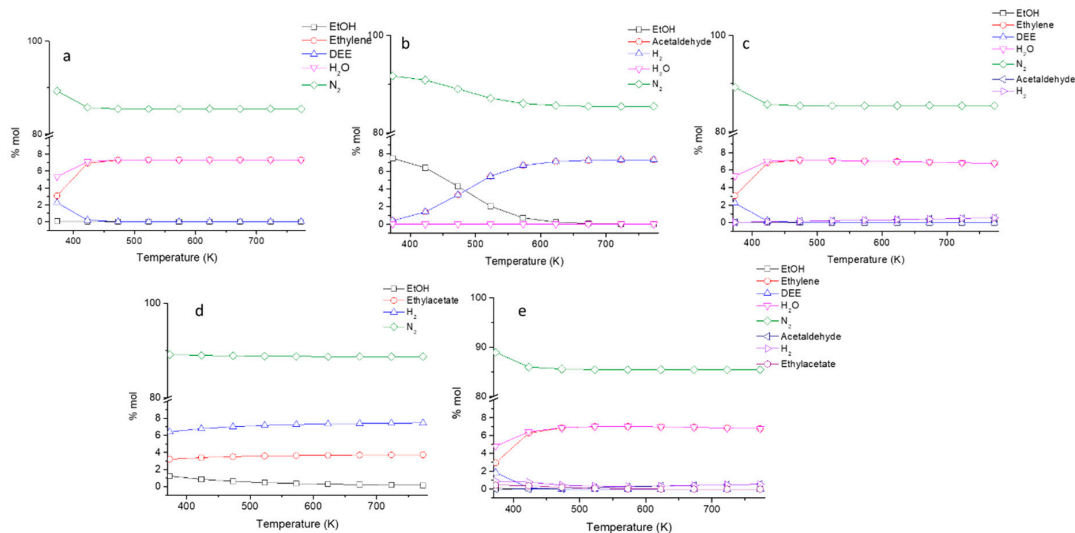 a
EtOH
Ethylene
DEE
H₂O
N₂
100
80
8
6
4
2
0
% mol
400
500
600
700
Temperature (K)
b
EtOH
Acetaldehyde
H₂
H₂O
N₂
100
80
8
6
4
2
0
% mol
400
500
600
700
Temperature (K)
c
EtOH
Ethylene
DEE
H₂O
N₂
Acetaldehyde
H₂
100
80
8
6
4
2
0
% mol
400
500
600
700
Temperature (K)
d
EtOH
Ethylacetate
H₂
N₂
100
80
8
6
4
2
0
% mol
400
500
600
700
Temperature (K)
e
EtOH
Ethylene
DEE
H₂O
N₂
Acetaldehyde
H₂
Ethylacetate
100
90
80
8
6
4
2
0
% mol
400
500
600
700
Temperature (K)